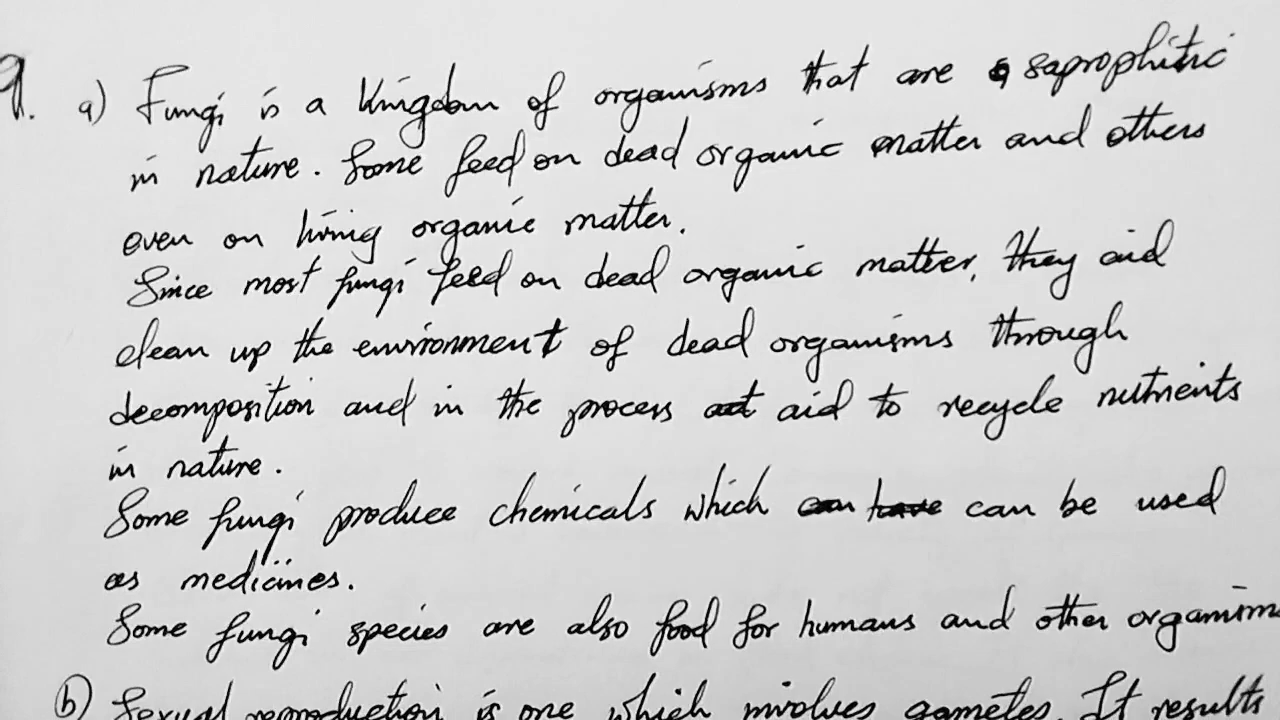 9. a) Fungi is a kingdom of organisms that are saprophitic
in nature. Some feed on dead organic matter and others
even on living organic matter.
Since most fungi feed on dead organic matter, they aid
clean up the environment of dead organisms through
decomposition and in the process aid to recycle nutrients
in nature.
Some fungi produce chemicals which can have can be used
as medicines.
Some fungi species are also food for humans and other organisms
b) Sexual reproduction is one which involves gametes. It results